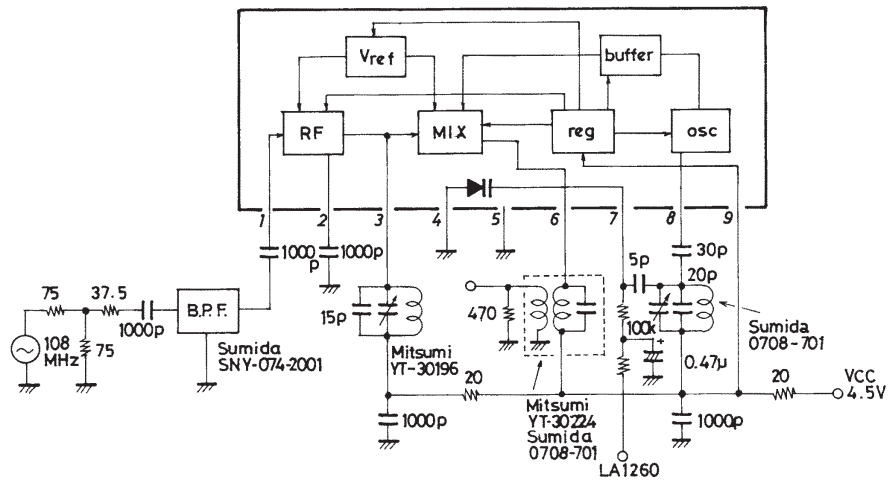 Vref
buffer
RF
MIX
reg
osc
1
2
3
4
5
6
7
8
9
1000
p
1000p
30p
5p
20p
75
37.5
1000p
B.P.F.
15p
470
100k
Sumida
0708-701
108
MHz
75
Sumida
SNY-074-2001
Mitsumi
YT-30196
+
0.47μ
20
20
VCC
4.5V
1000p
Mitsumi
YT-30224
Sumida
0708-701
1000p
LA1260